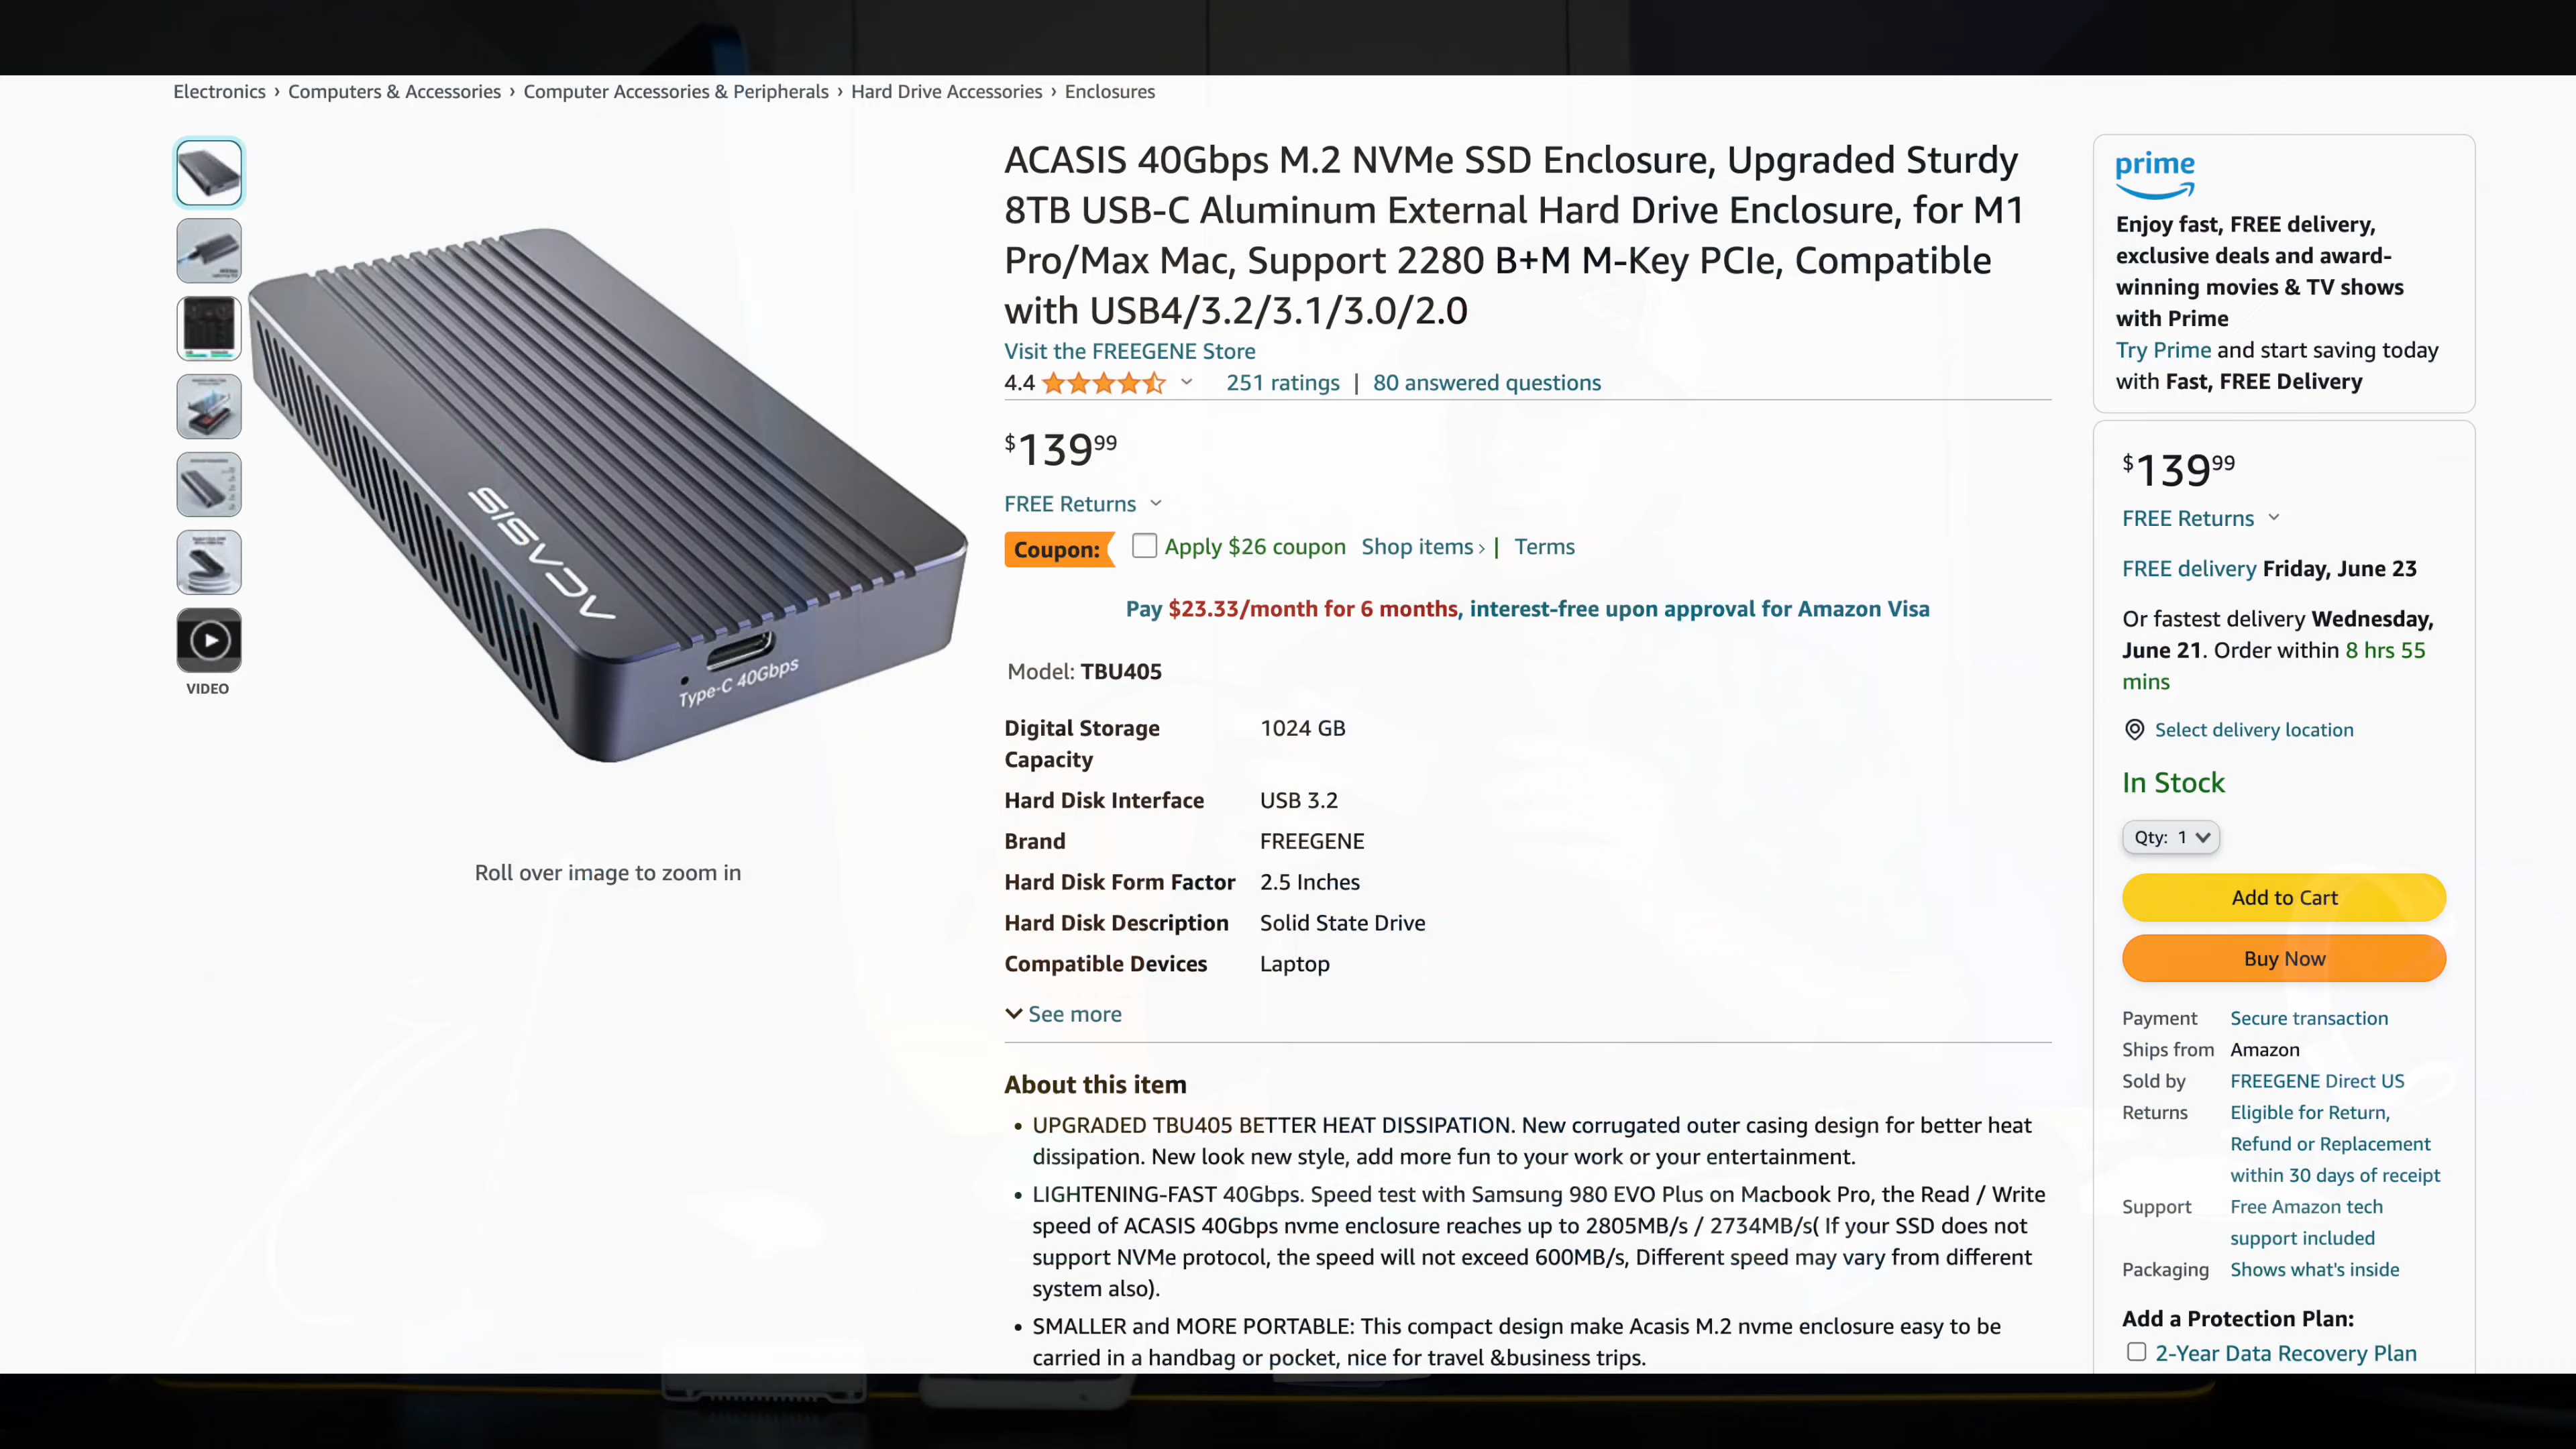 Electronics › Computers & Accessories › Computer Accessories & Peripherals › Hard Drive Accessories › Enclosures
VIDEO
ACASIS
Type-C 40Gbps
Roll over image to zoom in
ACASIS 40Gbps M.2 NVMe SSD Enclosure, Upgraded Sturdy
8TB USB-C Aluminum External Hard Drive Enclosure, for M1
Pro/Max Mac, Support 2280 B+M M-Key PCIe, Compatible
with USB4/3.2/3.1/3.0/2.0
Visit the FREEGENE Store
4.4 251 ratings | 80 answered questions
$139.99
FREE Returns
Coupon: Apply $26 coupon Shop items › | Terms
Pay $23.33/month for 6 months, interest-free upon approval for Amazon Visa
Model: TBU405
Digital Storage 1024 GB
Capacity
Hard Disk Interface USB 3.2
Brand FREEGENE
Hard Disk Form Factor 2.5 Inches
Hard Disk Description Solid State Drive
Compatible Devices Laptop
See more
About this item
• UPGRADED TBU405 BETTER HEAT DISSIPATION. New corrugated outer casing design for better heat
dissipation. New look new style, add more fun to your work or your entertainment.
• LIGHTENING-FAST 40Gbps. Speed test with Samsung 980 EVO Plus on Macbook Pro, the Read / Write
speed of ACASIS 40Gbps nvme enclosure reaches up to 2805MB/s / 2734MB/s( If your SSD does not
support NVMe protocol, the speed will not exceed 600MB/s, Different speed may vary from different
system also).
• SMALLER and MORE PORTABLE: This compact design make Acasis M.2 nvme enclosure easy to be
carried in a handbag or pocket, nice for travel &business trips.
prime
Enjoy fast, FREE delivery,
exclusive deals and award-
winning movies & TV shows
with Prime
Try Prime and start saving today
with Fast, FREE Delivery
$139.99
FREE Returns
FREE delivery Friday, June 23
Or fastest delivery Wednesday,
June 21. Order within 8 hrs 55
mins
Select delivery location
In Stock
Qty: 1
Add to Cart
Buy Now
Payment Secure transaction
Ships from Amazon
Sold by FREEGENE Direct US
Returns Eligible for Return,
Refund or Replacement
within 30 days of receipt
Support Free Amazon tech
support included
Packaging Shows what's inside
Add a Protection Plan:
2-Year Data Recovery Plan